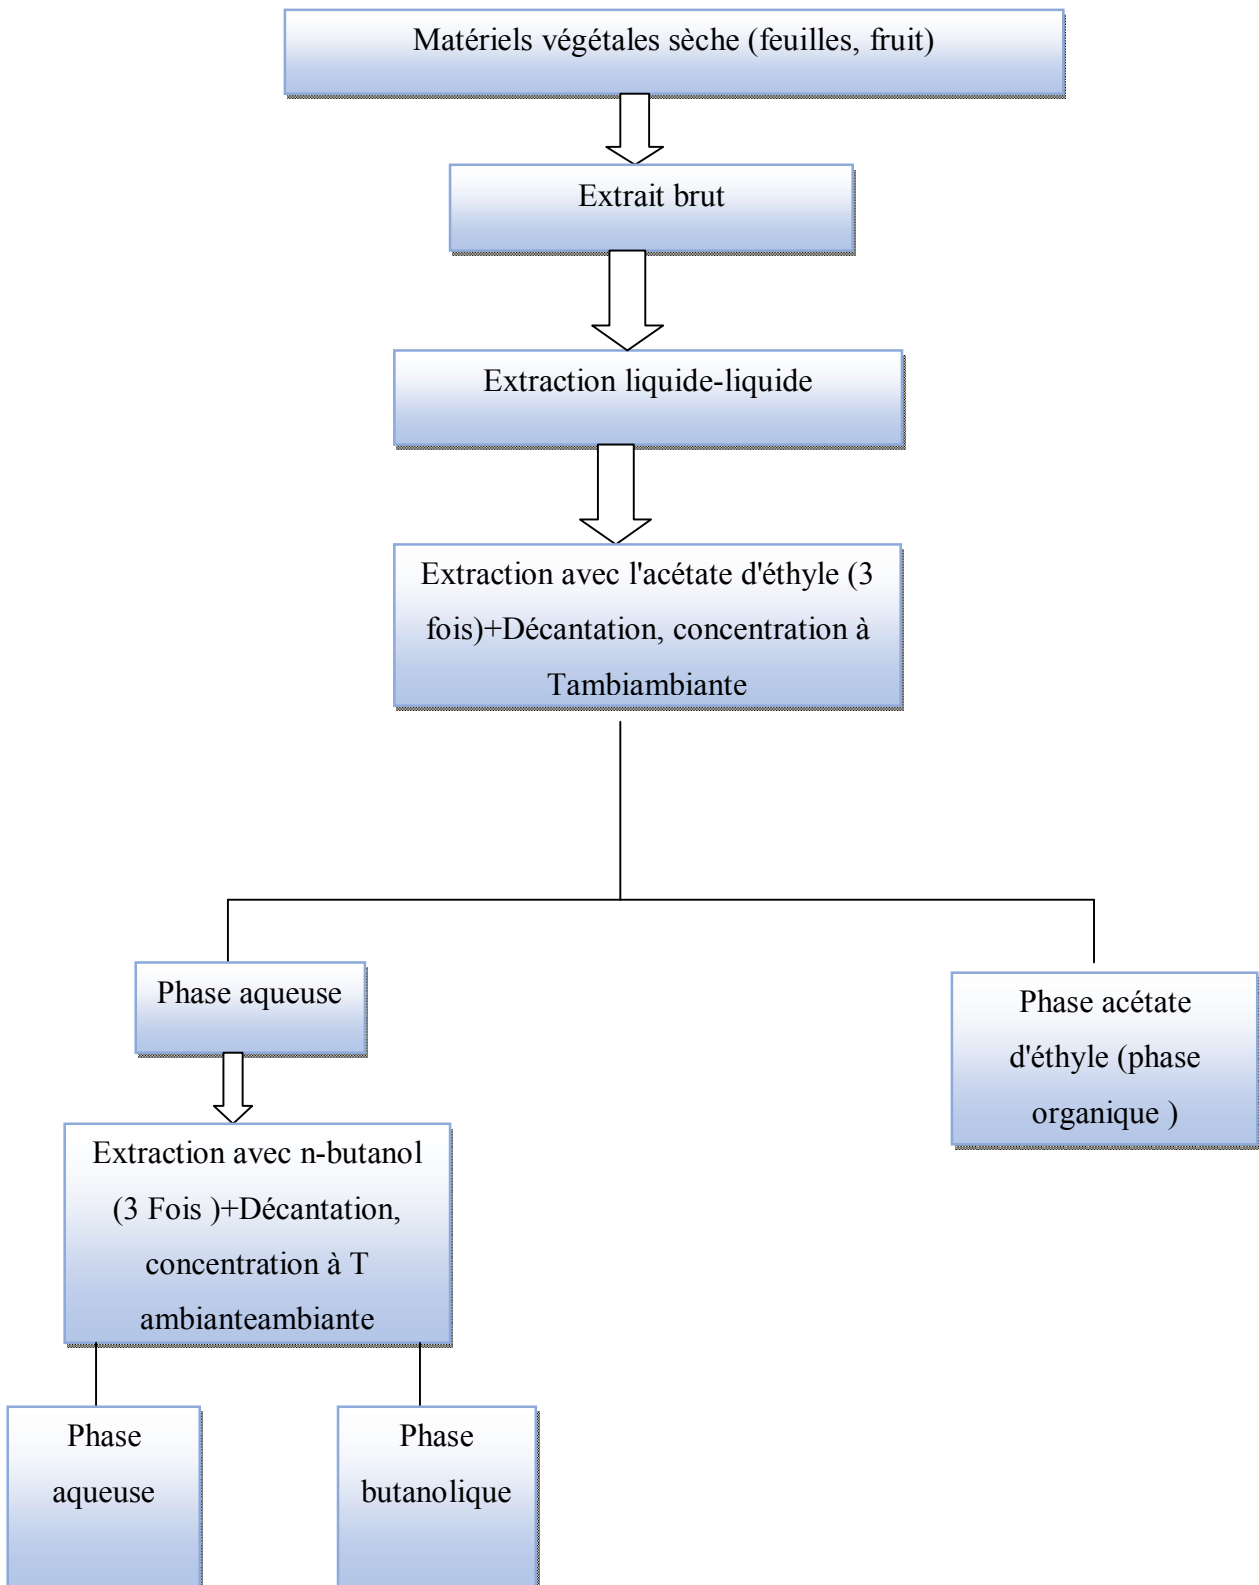 Matériels végétales sèche (feuilles, fruit)
Extrait brut
Extraction liquide-liquide
Extraction avec l'acétate d'éthyle (3
fois)+Décantation, concentration à
Tambiambiante
Phase aqueuse
Phase acétate
d'éthyle (phase
organique )
Extraction avec n-butanol
(3 Fois )+Décantation,
concentration à T
ambianteambiante
Phase
aqueuse
Phase
butanolique